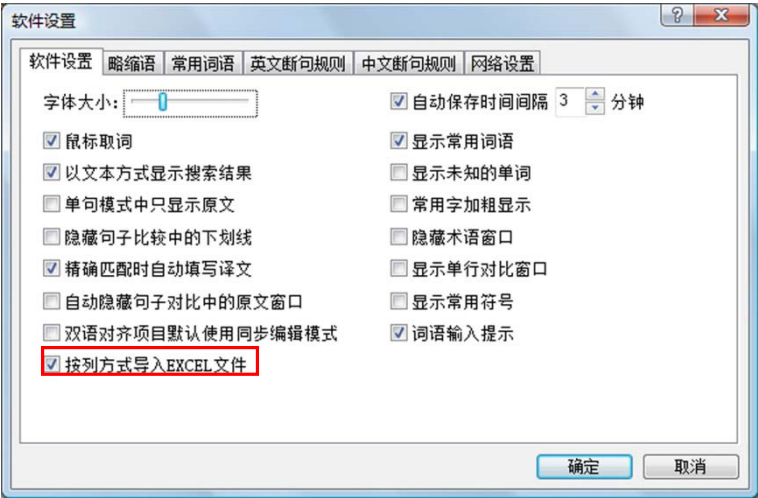 软件设置
软件设置 略缩语 常用词语 英文断句规则 中文断句规则 网络设置
字体大小: 自动保存时间间隔 3 分钟
鼠标取词 显示常用词语
以文本方式显示搜索结果 显示未知的单词
单句模式中只显示原文 常用字加粗显示
隐藏句子比较中的下划线 隐藏术语窗口
精确匹配时自动填写译文 显示单行对比窗口
自动隐藏句子对比中的原文窗口 显示常用符号
双语对齐项目默认使用同步编辑模式 词语输入提示
按列方式导入EXCEL文件
确定 取消